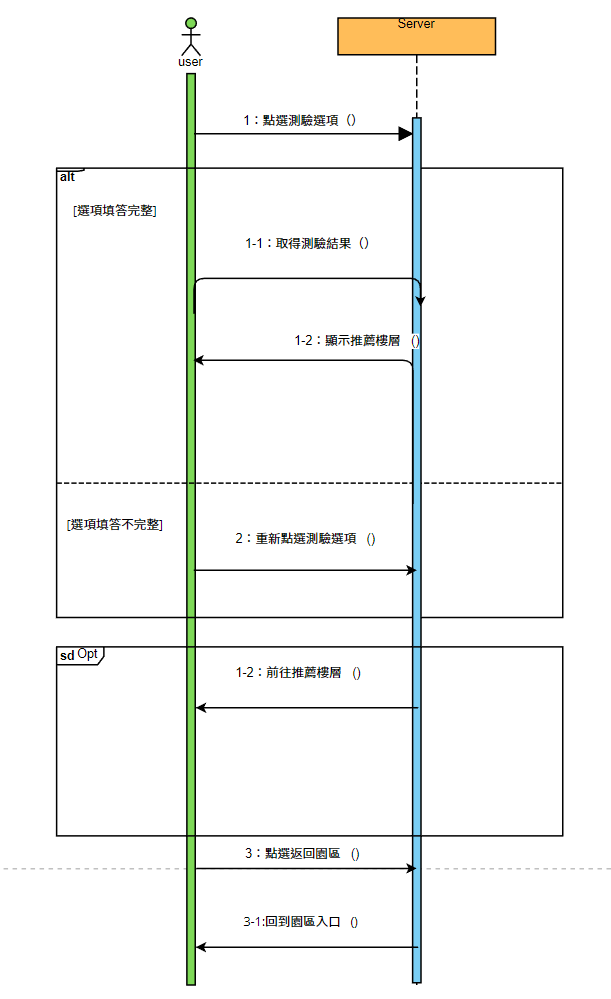 Server
user
1：點選測驗選項（）
alt
[選項填答完整]
1-1：取得測驗結果（）
1-2：顯示推薦樓層 ()
[選項填答不完整]
2：重新點選測驗選項 ()
sd Opt
1-2：前往推薦樓層 ()
3：點選返回園區 ()
3-1:回到園區入口 ()